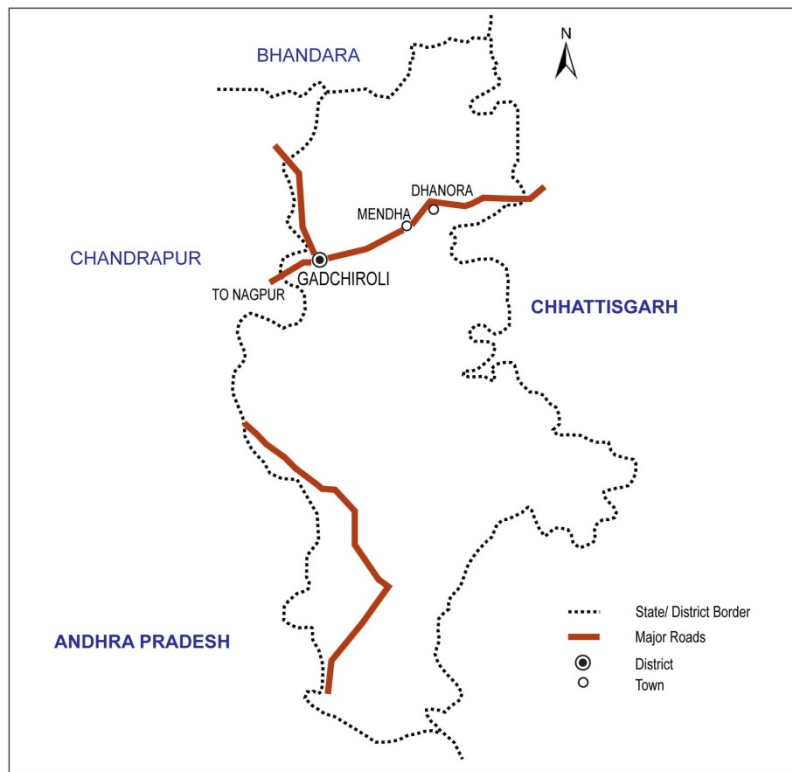 BHANDARA
N
DHANORA
MENDHA
CHANDRAPUR
GADCHIROLI
TO NAGPUR
CHHATTISGARH
ANDHRA PRADESH
State/ District Border
Major Roads
District
Town